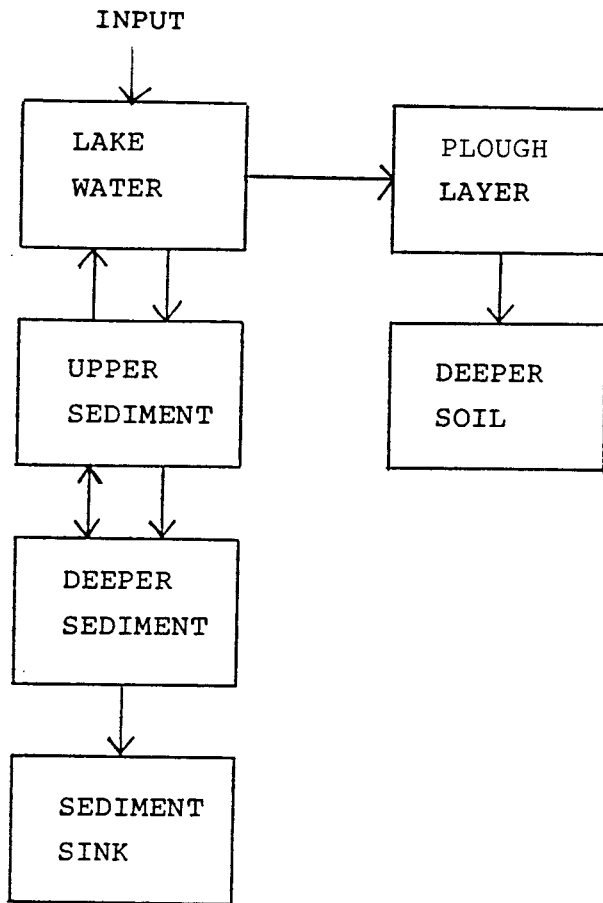 INPUT
LAKE
WATER
PLOUGH
LAYER
UPPER
SEDIMENT
DEEPER
SOIL
DEEPER
SEDIMENT
SEDIMENT
SINK